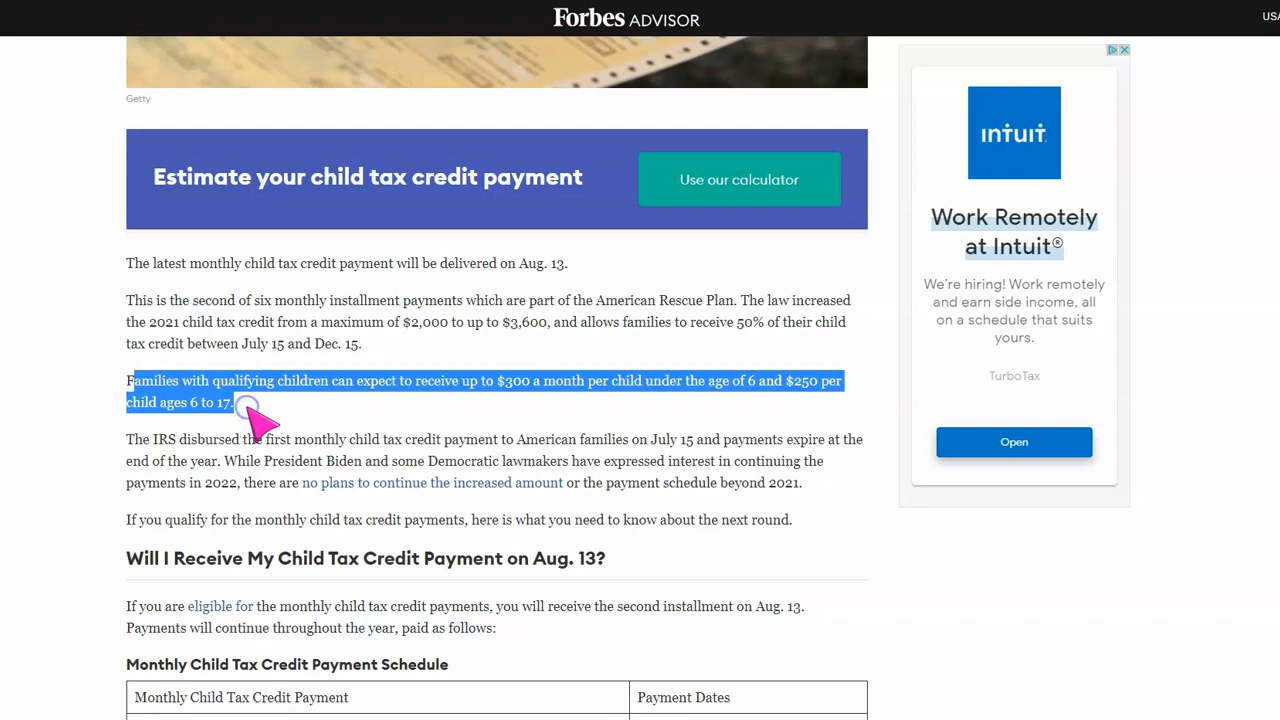 Forbes ADVISOR
USA
Getty
Estimate your child tax credit payment
Use our calculator
The latest monthly child tax credit payment will be delivered on Aug. 13.
This is the second of six monthly installment payments which are part of the American Rescue Plan. The law increased
the 2021 child tax credit from a maximum of $2,000 to up to $3,600, and allows families to receive 50% of their child
tax credit between July 15 and Dec. 15.
Families with qualifying children can expect to receive up to $300 a month per child under the age of 6 and $250 per
child ages 6 to 17.
The IRS disbursed the first monthly child tax credit payment to American families on July 15 and payments expire at the
end of the year. While President Biden and some Democratic lawmakers have expressed interest in continuing the
payments in 2022, there are no plans to continue the increased amount or the payment schedule beyond 2021.
If you qualify for the monthly child tax credit payments, here is what you need to know about the next round.
Will I Receive My Child Tax Credit Payment on Aug. 13?
If you are eligible for the monthly child tax credit payments, you will receive the second installment on Aug. 13.
Payments will continue throughout the year, paid as follows:
Monthly Child Tax Credit Payment Schedule
Monthly Child Tax Credit Payment
Payment Dates
INTUIT
Work Remotely
at Intuit®
We're hiring! Work remotely
and earn side income, all
on a schedule that suits
yours.
TurboTax
Open